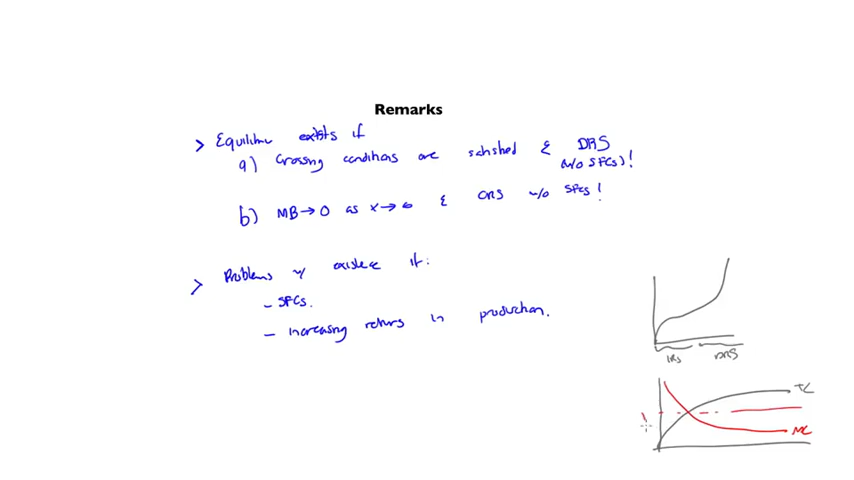 Remarks
> Equilibria exists if
a) Crossing conditions are satisfied & DRS
(w/o SFCs)!
b) MB→0 as x→∞ & CRS w/o SFCs!
> Problems w/ existence if:
- SFCs.
- increasing returns in production.
IRS DRS
TC
MC